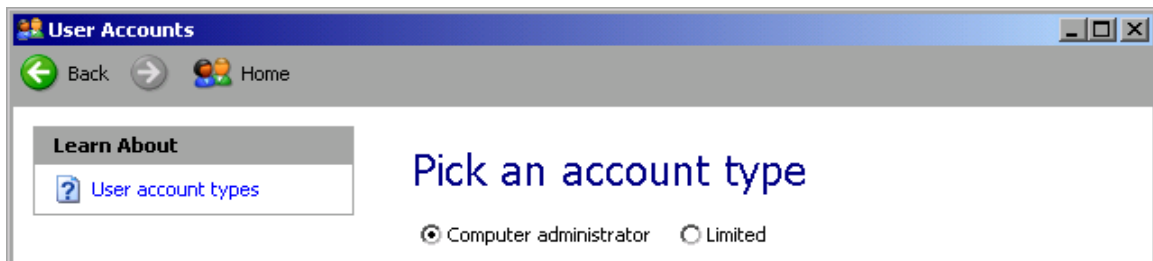 User Accounts
Back Home
Learn About
User account types
Pick an account type
Computer administrator Limited